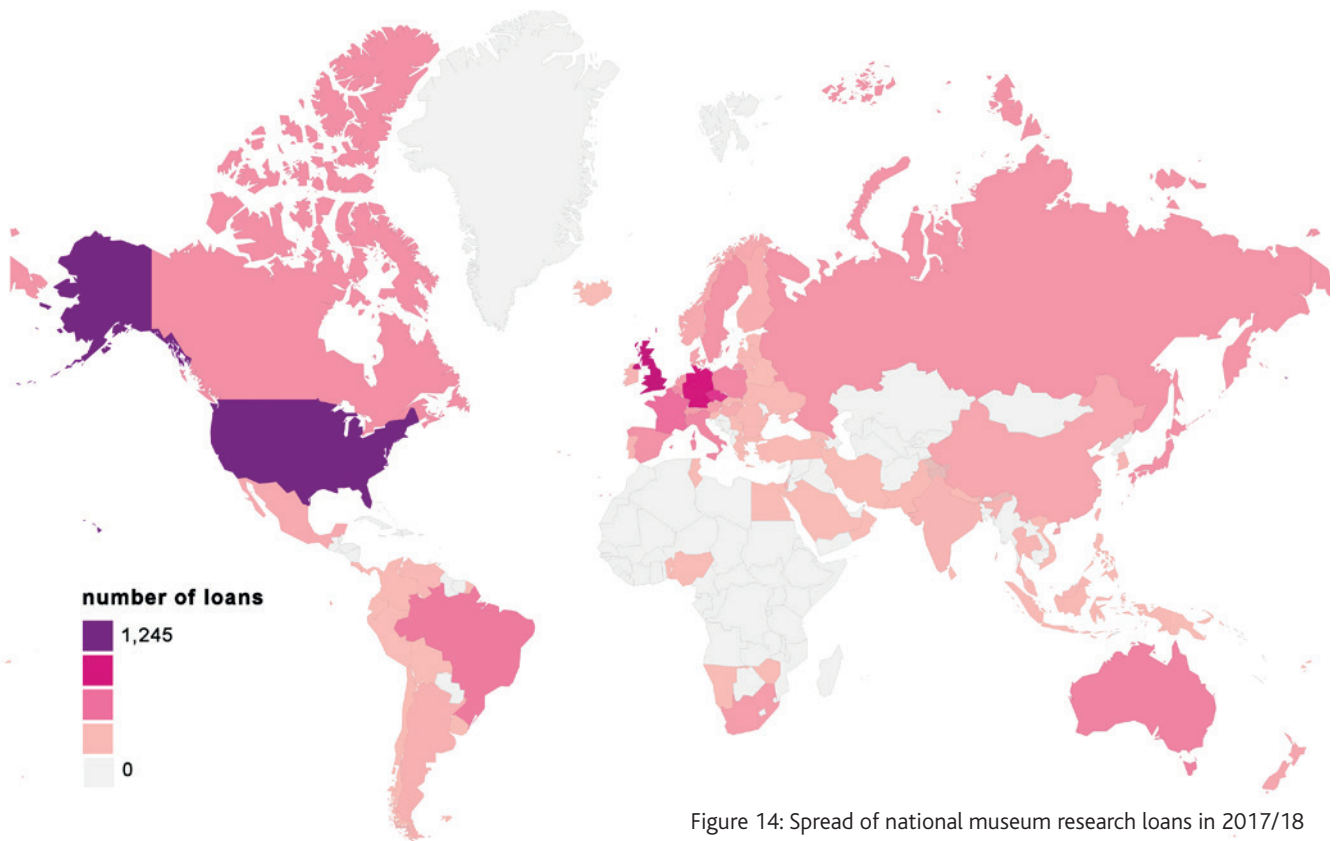 number of loans
1,245
0
Figure 14: Spread of national museum research loans in 2017/18